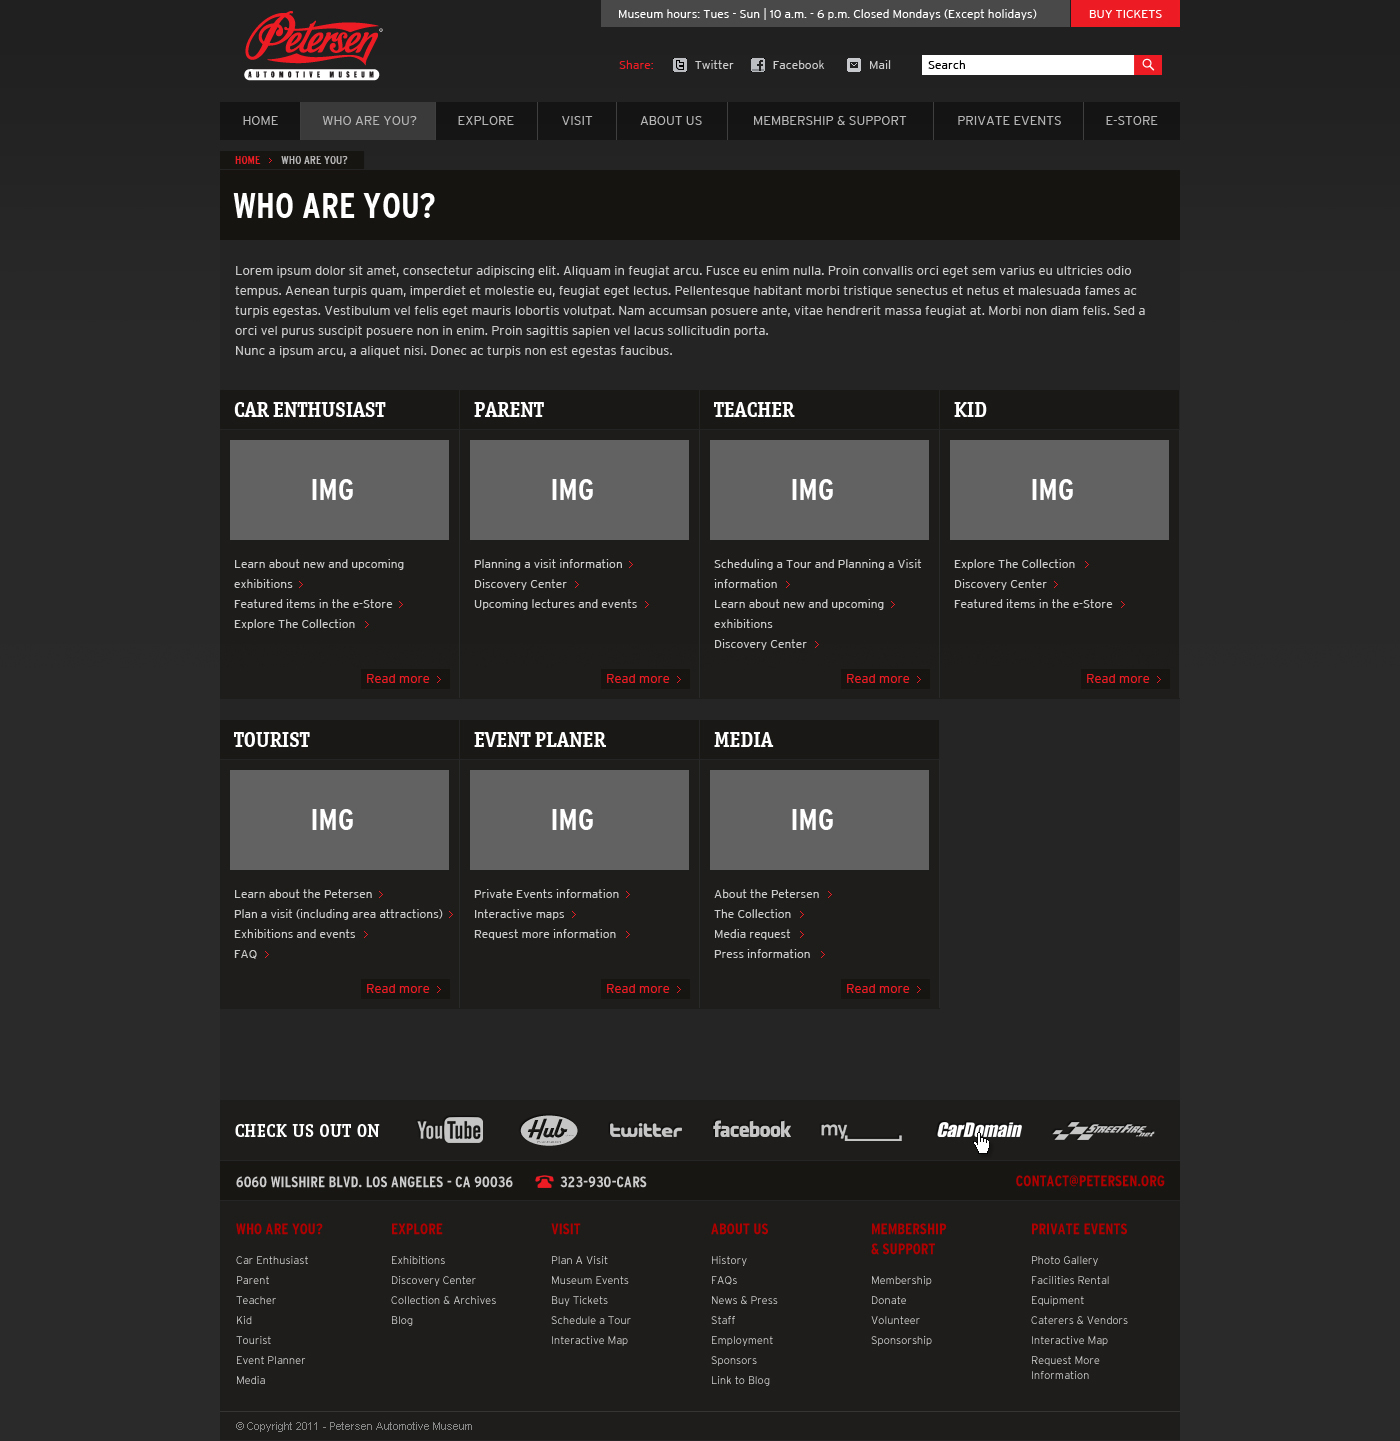 Museum hours: Tues - Sun | 10 a.m. - 6 p.m. Closed Mondays (Except holidays)
BUY TICKETS
Petersen
AUTOMOTIVE MUSEUM
Share:
Twitter
Facebook
Mail
Search
HOME
WHO ARE YOU?
EXPLORE
VISIT
ABOUT US
MEMBERSHIP & SUPPORT
PRIVATE EVENTS
E-STORE
HOME > WHO ARE YOU?
WHO ARE YOU?
Lorem ipsum dolor sit amet, consectetur adipiscing elit. Aliquam in feugiat arcu. Fusce eu enim nulla. Proin convallis orci eget sem varius eu ultricies odio
tempus. Aenean turpis quam, imperdiet et molestie eu, feugiat eget lectus. Pellentesque habitant morbi tristique senectus et netus et malesuada fames ac
turpis egestas. Vestibulum vel felis eget mauris lobortis volutpat. Nam accumsan posuere ante, vitae hendrerit massa feugiat at. Morbi non diam felis. Sed a
orci vel purus suscipit posuere non in enim. Proin sagittis sapien vel lacus sollicitudin porta.
Nunc a ipsum arcu, a aliquet nisi. Donec ac turpis non est egestas faucibus.
CAR ENTHUSIAST
IMG
Learn about new and upcoming
exhibitions >
Featured items in the e-Store >
Explore The Collection >
Read more >
PARENT
IMG
Planning a visit information >
Discovery Center >
Upcoming lectures and events >
Read more >
TEACHER
IMG
Scheduling a Tour and Planning a Visit
information >
Learn about new and upcoming >
exhibitions
Discovery Center >
Read more >
KID
IMG
Explore The Collection >
Discovery Center >
Featured items in the e-Store >
Read more >
TOURIST
IMG
Learn about the Petersen >
Plan a visit (including area attractions) >
Exhibitions and events >
FAQ >
Read more >
EVENT PLANER
IMG
Private Events information >
Interactive maps >
Request more information >
Read more >
MEDIA
IMG
About the Petersen >
The Collection >
Media request >
Press information >
Read more >
CHECK US OUT ON
YouTube
Hub
twitter
facebook
my
CarDomain
STREETFIRE.net
6060 WILSHIRE BLVD. LOS ANGELES - CA 90036
323-930-CARS
CONTACT@PETERSEN.ORG
WHO ARE YOU?
Car Enthusiast
Parent
Teacher
Kid
Tourist
Event Planner
Media
EXPLORE
Exhibitions
Discovery Center
Collection & Archives
Blog
VISIT
Plan A Visit
Museum Events
Buy Tickets
Schedule a Tour
Interactive Map
ABOUT US
History
FAQs
News & Press
Staff
Employment
Sponsors
Link to Blog
MEMBERSHIP
& SUPPORT
Membership
Donate
Volunteer
Sponsorship
PRIVATE EVENTS
Photo Gallery
Facilities Rental
Equipment
Caterers & Vendors
Interactive Map
Request More
Information
© Copyright 2011 - Petersen Automotive Museum